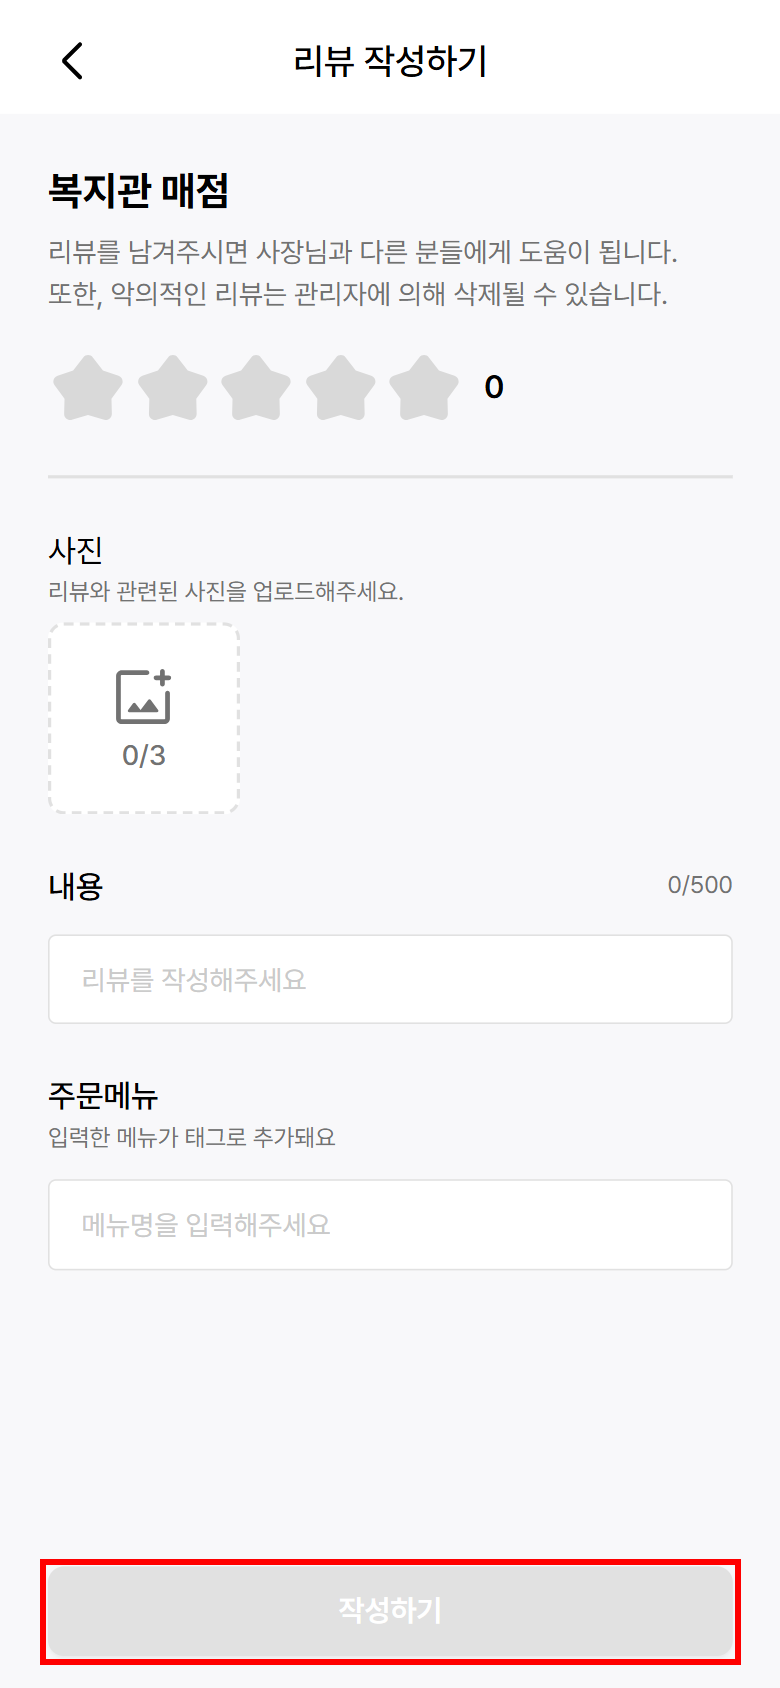 리뷰 작성하기
복지관 매점
리뷰를 남겨주시면 사장님과 다른 분들에게 도움이 됩니다.
또한, 악의적인 리뷰는 관리자에 의해 삭제될 수 있습니다.
0
사진
리뷰와 관련된 사진을 업로드해주세요.
0/3
내용 0/500
리뷰를 작성해주세요
주문메뉴
입력한 메뉴가 태그로 추가돼요
메뉴명을 입력해주세요
작성하기